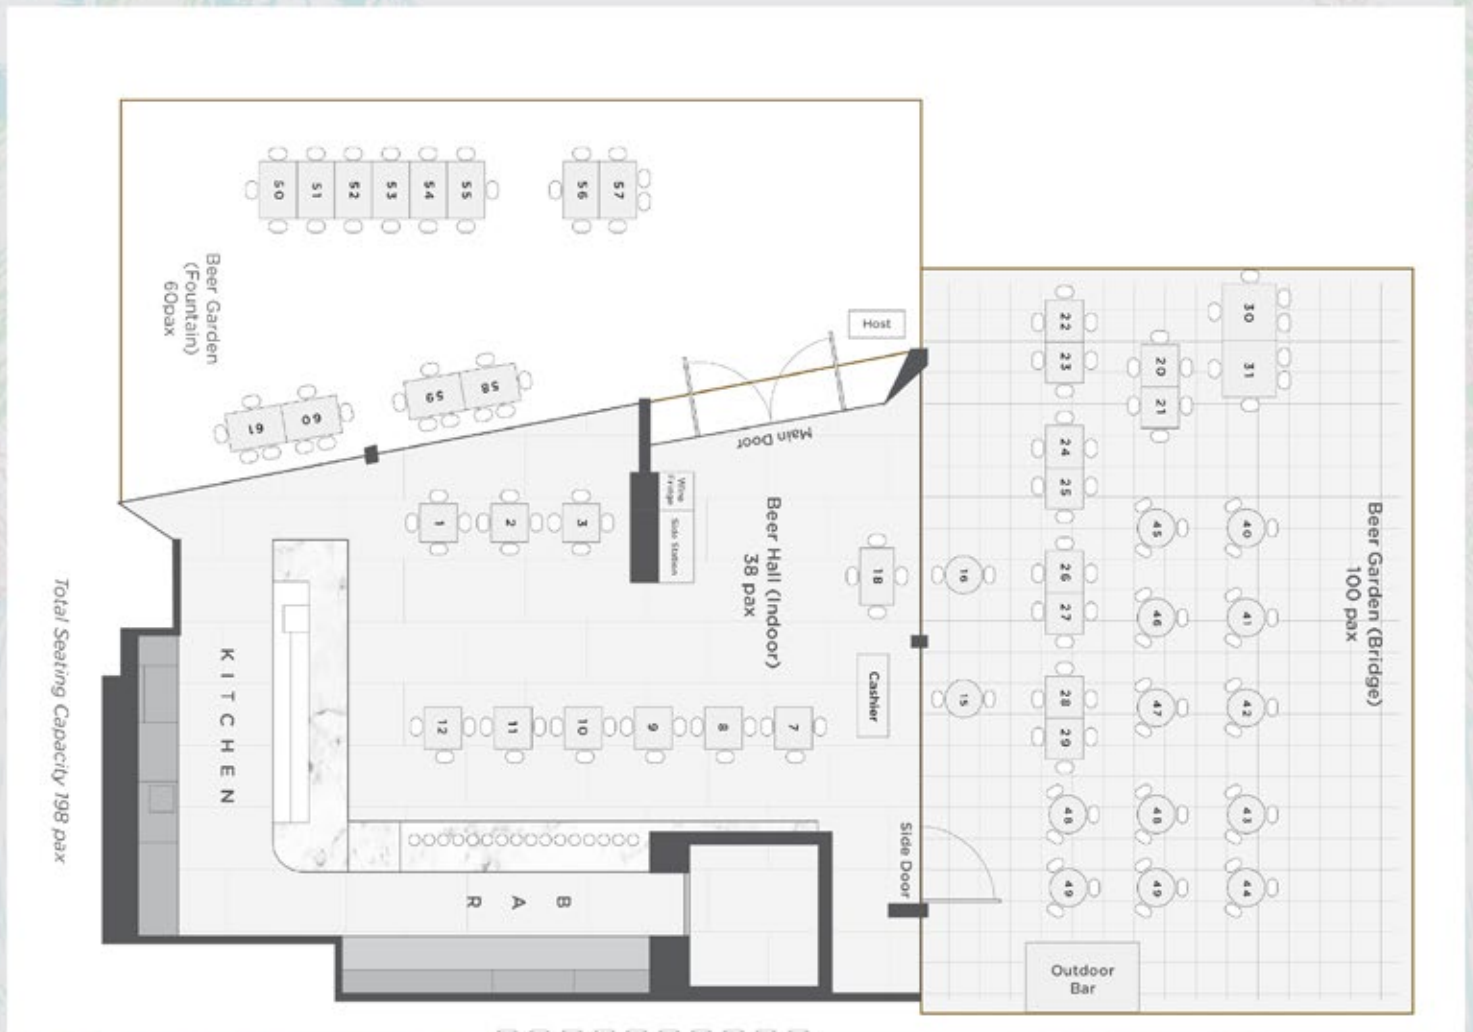 50
51
52
53
54
55
56
57
Beer Garden
(Fountain)
60pax
58
59
60
61
Host
Main Door
Wine
Fridge
Side Station
Beer Hall (Indoor)
38 pax
1
2
3
18
16
15
Cashier
12
11
10
9
8
7
KITCHEN
BAR
Side Door
Total Seating Capacity 198 pax
22
23
20
21
30
31
24
25
26
27
28
29
45
40
46
41
47
42
48
48
43
49
49
44
Beer Garden (Bridge)
100 pax
Outdoor
Bar